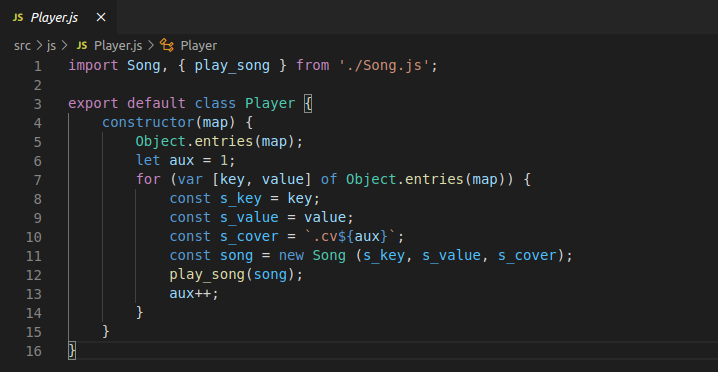 JS Player.js ×
src > js > JS Player.js > Player
1 import Song, { play_song } from './Song.js';
2
3 export default class Player {
4     constructor(map) {
5         Object.entries(map);
6         let aux = 1;
7         for (var [key, value] of Object.entries(map)) {
8             const s_key = key;
9             const s_value = value;
10             const s_cover = `.cv${aux}`;
11             const song = new Song (s_key, s_value, s_cover);
12             play_song(song);
13             aux++;
14         }
15     }
16 }